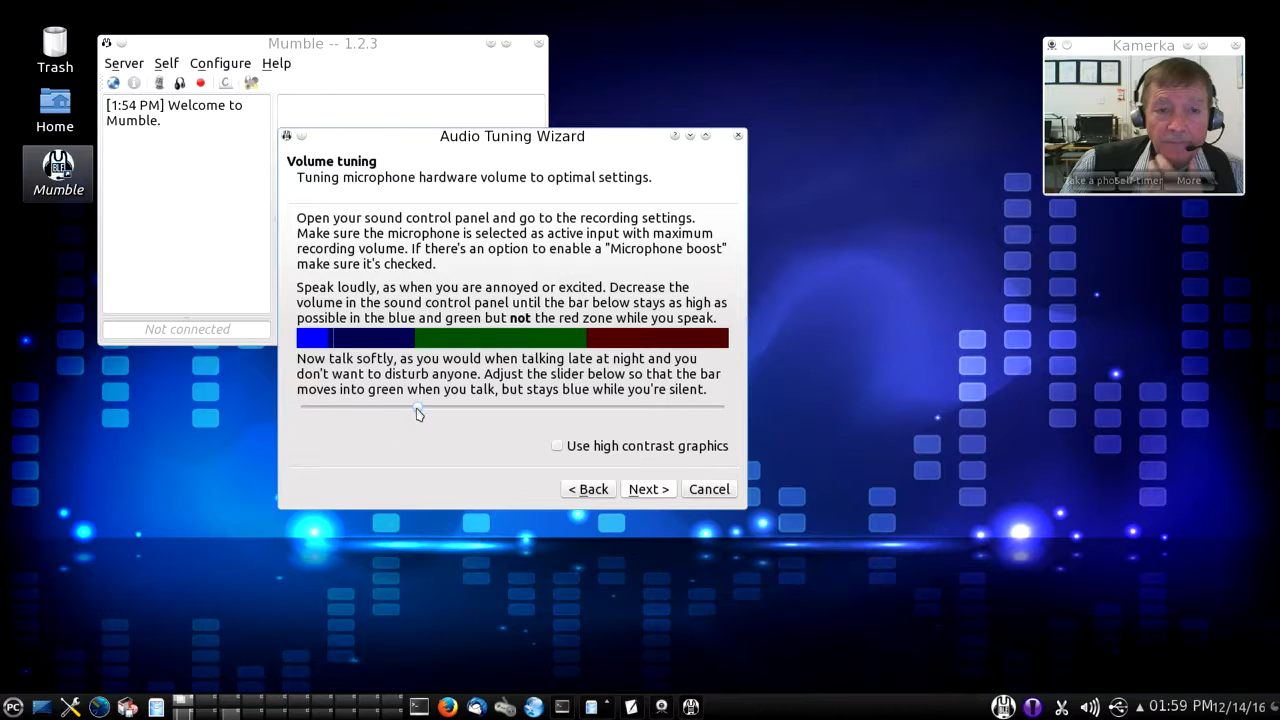 Trash
Home
Mumble
Mumble -- 1.2.3
Server Self Configure Help
[1:54 PM] Welcome to
Mumble.
Not connected
Audio Tuning Wizard
Volume tuning
Tuning microphone hardware volume to optimal settings.
Open your sound control panel and go to the recording settings.
Make sure the microphone is selected as active input with maximum
recording volume. If there's an option to enable a "Microphone boost"
make sure it's checked.
Speak loudly, as when you are annoyed or excited. Decrease the
volume in the sound control panel until the bar below stays as high as
possible in the blue and green but not the red zone while you speak.
Now talk softly, as you would when talking late at night and you
don't want to disturb anyone. Adjust the slider below so that the bar
moves into green when you talk, but stays blue while you're silent.
Use high contrast graphics
< Back Next > Cancel
Kamerka
Take a pho Self-timer More
PC
01:59 PM 12/14/16